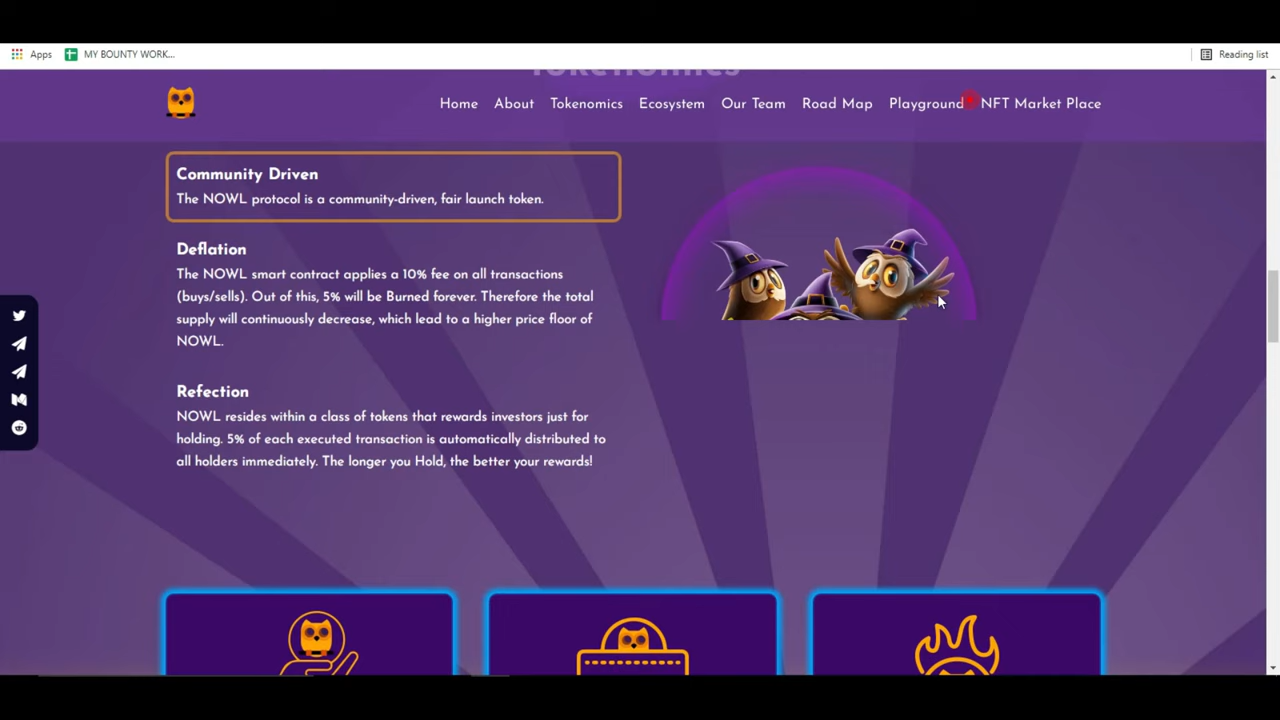 Apps
MY BOUNTY WORK...
Reading list
Tokenomics
Home
About
Tokenomics
Ecosystem
Our Team
Road Map
Playground
NFT Market Place
Community Driven
The NOWL protocol is a community-driven, fair launch token.
Deflation
The NOWL smart contract applies a 10% fee on all transactions
(buys/sells). Out of this, 5% will be Burned forever. Therefore the total
supply will continuously decrease, which lead to a higher price floor of
NOWL.
Refection
NOWL resides within a class of tokens that rewards investors just for
holding. 5% of each executed transaction is automatically distributed to
all holders immediately. The longer you Hold, the better your rewards!